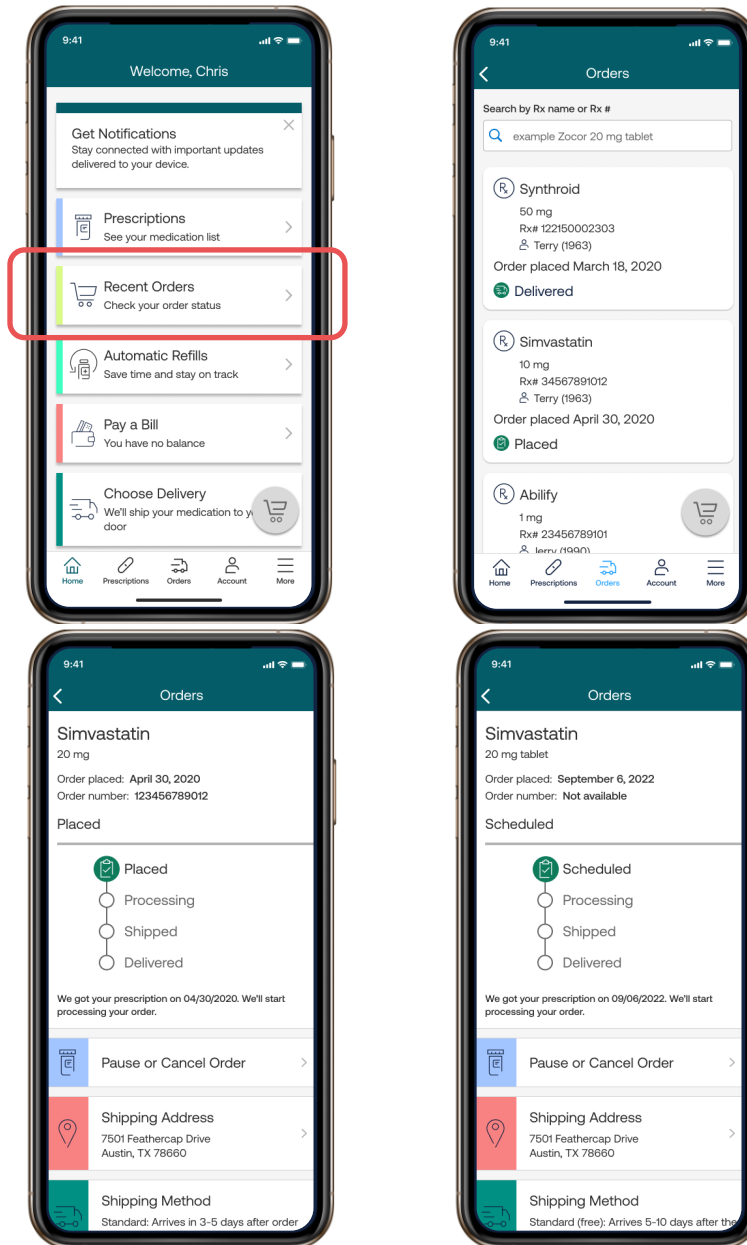 9:41
Welcome, Chris
Get Notifications
Stay connected with important updates
delivered to your device.
Prescriptions
See your medication list
Recent Orders
Check your order status
Automatic Refills
Save time and stay on track
Pay a Bill
You have no balance
Choose Delivery
We'll ship your medication to y
door
Home
Prescriptions
Orders
Account
More
9:41
Orders
Search by Rx name or Rx #
example Zocor 20 mg tablet
Synthroid
50 mg
Rx# 122150002303
Terry (1963)
Order placed March 18, 2020
Delivered
Simvastatin
10 mg
Rx# 34567891012
Terry (1963)
Order placed April 30, 2020
Placed
Abilify
1 mg
Rx# 23456789101
Jerry (1990)
Home
Prescriptions
Orders
Account
More
9:41
Orders
Simvastatin
20 mg
Order placed: April 30, 2020
Order number: 123456789012
Placed
Placed
Processing
Shipped
Delivered
We got your prescription on 04/30/2020. We'll start
processing your order.
Pause or Cancel Order
Shipping Address
7501 Feathercap Drive
Austin, TX 78660
Shipping Method
Standard: Arrives in 3-5 days after order
9:41
Orders
Simvastatin
20 mg tablet
Order placed: September 6, 2022
Order number: Not available
Scheduled
Scheduled
Processing
Shipped
Delivered
We got your prescription on 09/06/2022. We'll start
processing your order.
Pause or Cancel Order
Shipping Address
7501 Feathercap Drive
Austin, TX 78660
Shipping Method
Standard (free): Arrives 5-10 days after the